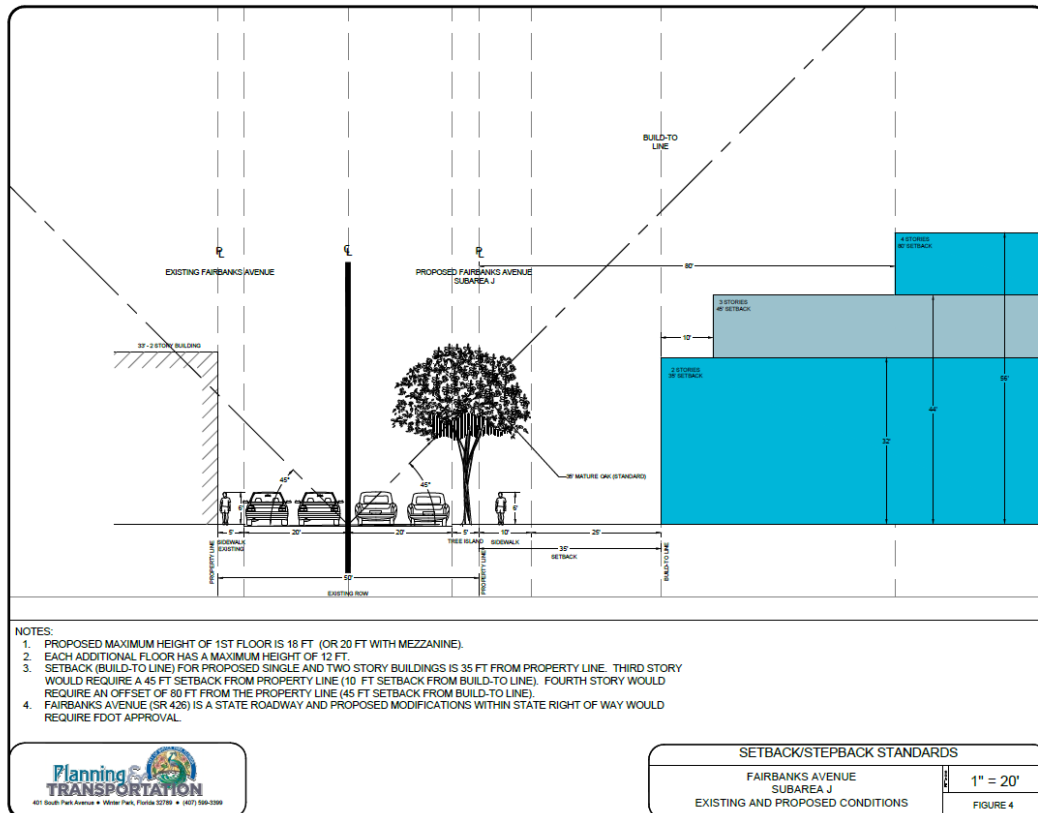 BUILD-TO
LINE
PL
CL
PL
EXISTING FAIRBANKS AVENUE
PROPOSED FAIRBANKS AVENUE
SUBAREA J
4 STORIES
80' SETBACK
80'
3 STORIES
45' SETBACK
33' - 2 STORY BUILDING
10'
2 STORIES
35' SETBACK
56'
44'
32'
45°
45°
36' MATURE OAK (STANDARD)
6'
6'
5'
20'
20'
5'
10'
25'
SIDEWALK
EXISTING
TREE ISLAND
SIDEWALK
35'
SETBACK
PROPERTY LINE
PROPERTY LINE
BUILD-TO LINE
50'
EXISTING ROW
NOTES:
1. PROPOSED MAXIMUM HEIGHT OF 1ST FLOOR IS 18 FT (OR 20 FT WITH MEZZANINE).
2. EACH ADDITIONAL FLOOR HAS A MAXIMUM HEIGHT OF 12 FT.
3. SETBACK (BUILD-TO LINE) FOR PROPOSED SINGLE AND TWO STORY BUILDINGS IS 35 FT FROM PROPERTY LINE. THIRD STORY
WOULD REQUIRE A 45 FT SETBACK FROM PROPERTY LINE (10 FT SETBACK FROM BUILD-TO LINE). FOURTH STORY WOULD
REQUIRE AN OFFSET OF 80 FT FROM THE PROPERTY LINE (45 FT SETBACK FROM BUILD-TO LINE).
4. FAIRBANKS AVENUE (SR 426) IS A STATE ROADWAY AND PROPOSED MODIFICATIONS WITHIN STATE RIGHT OF WAY WOULD
REQUIRE FDOT APPROVAL.
Planning &
TRANSPORTATION
401 South Park Avenue • Winter Park, Florida 32789 • (407) 599-3399
SETBACK/STEPBACK STANDARDS
FAIRBANKS AVENUE
SUBAREA J
EXISTING AND PROPOSED CONDITIONS
1" = 20'
FIGURE 4